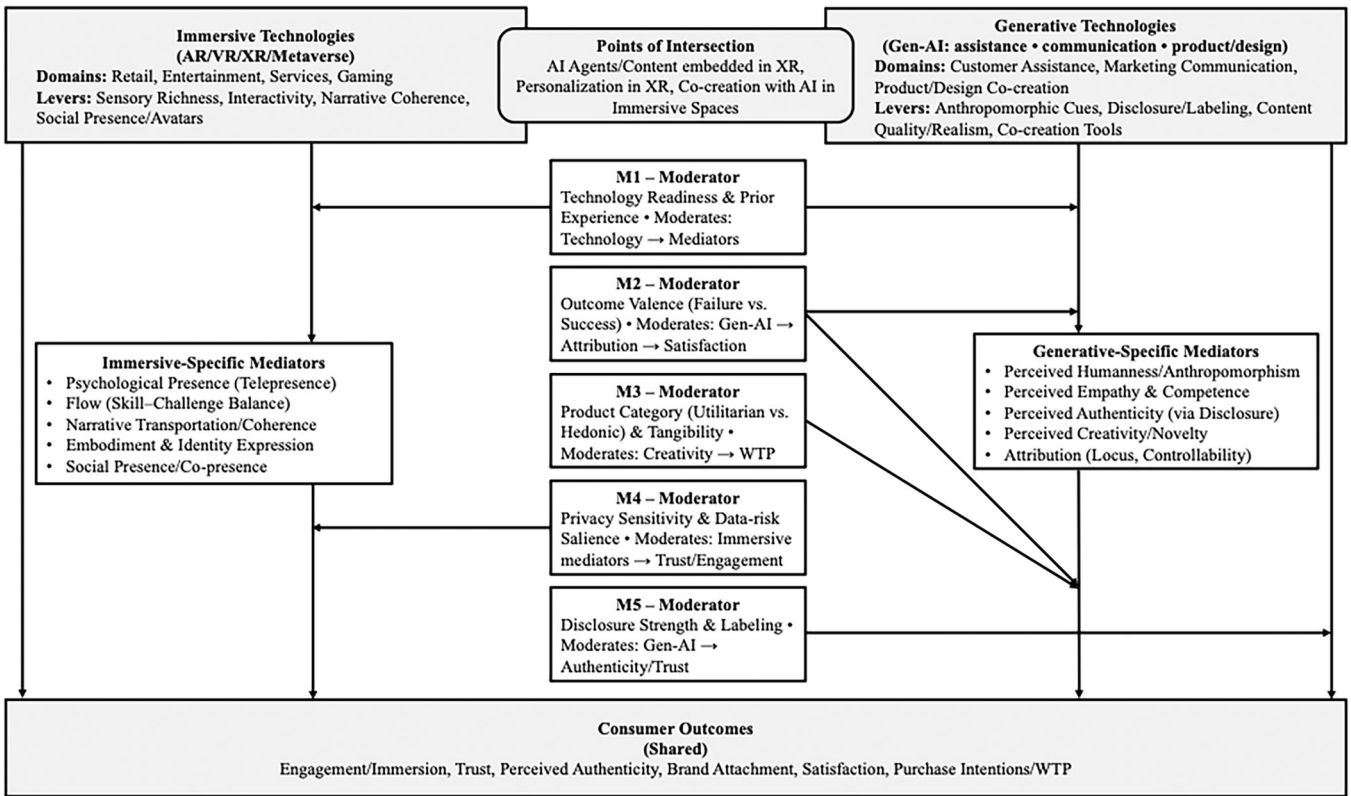 Immersive Technologies
(AR/VR/XR/Metaverse)
Domains: Retail, Entertainment, Services, Gaming
Levers: Sensory Richness, Interactivity, Narrative Coherence,
Social Presence/Avatars
Points of Intersection
AI Agents/Content embedded in XR,
Personalization in XR, Co-creation with AI in
Immersive Spaces
Generative Technologies
(Gen-AI: assistance • communication • product/design)
Domains: Customer Assistance, Marketing Communication,
Product/Design Co-creation
Levers: Anthropomorphic Cues, Disclosure/Labeling, Content
Quality/Realism, Co-creation Tools
M1 – Moderator
Technology Readiness & Prior
Experience • Moderates:
Technology → Mediators
M2 – Moderator
Outcome Valence (Failure vs.
Success) • Moderates: Gen-AI →
Attribution → Satisfaction
Immersive-Specific Mediators
• Psychological Presence (Telepresence)
• Flow (Skill–Challenge Balance)
• Narrative Transportation/Coherence
• Embodiment & Identity Expression
• Social Presence/Co-presence
Generative-Specific Mediators
• Perceived Humanness/Anthropomorphism
• Perceived Empathy & Competence
• Perceived Authenticity (via Disclosure)
• Perceived Creativity/Novelty
• Attribution (Locus, Controllability)
M3 – Moderator
Product Category (Utilitarian vs.
Hedonic) & Tangibility •
Moderates: Creativity → WTP
M4 – Moderator
Privacy Sensitivity & Data-risk
Salience • Moderates: Immersive
mediators → Trust/Engagement
M5 – Moderator
Disclosure Strength & Labeling •
Moderates: Gen-AI →
Authenticity/Trust
Consumer Outcomes
(Shared)
Engagement/Immersion, Trust, Perceived Authenticity, Brand Attachment, Satisfaction, Purchase Intentions/WTP